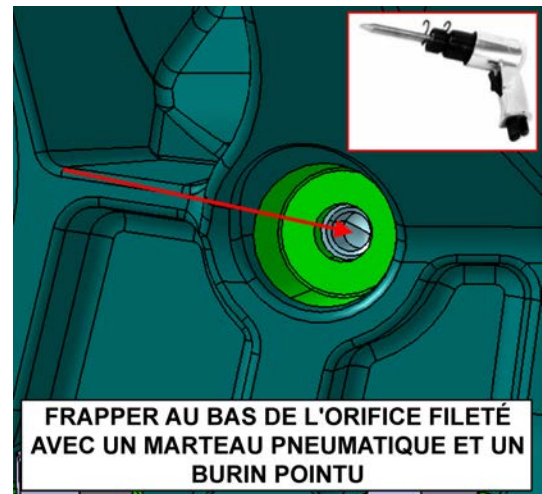 FRAPPER AU BAS DE L'ORIFICE FILETÉ
AVEC UN MARTEAU PNEUMATIQUE ET UN
BURIN POINTU